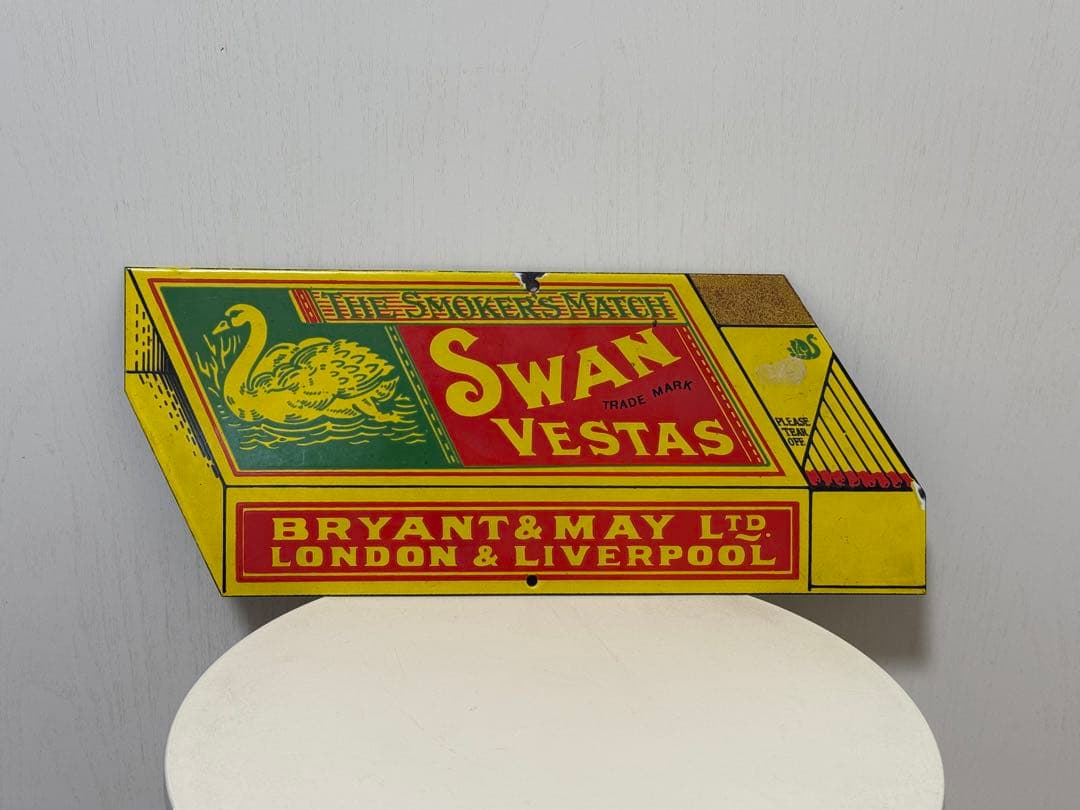 THE SMOKER'S MATCH
SWAN
TRADE MARK
VESTAS
PLEASE
TEAR
OFF
BRYANT & MAY LTD.
LONDON & LIVERPOOL